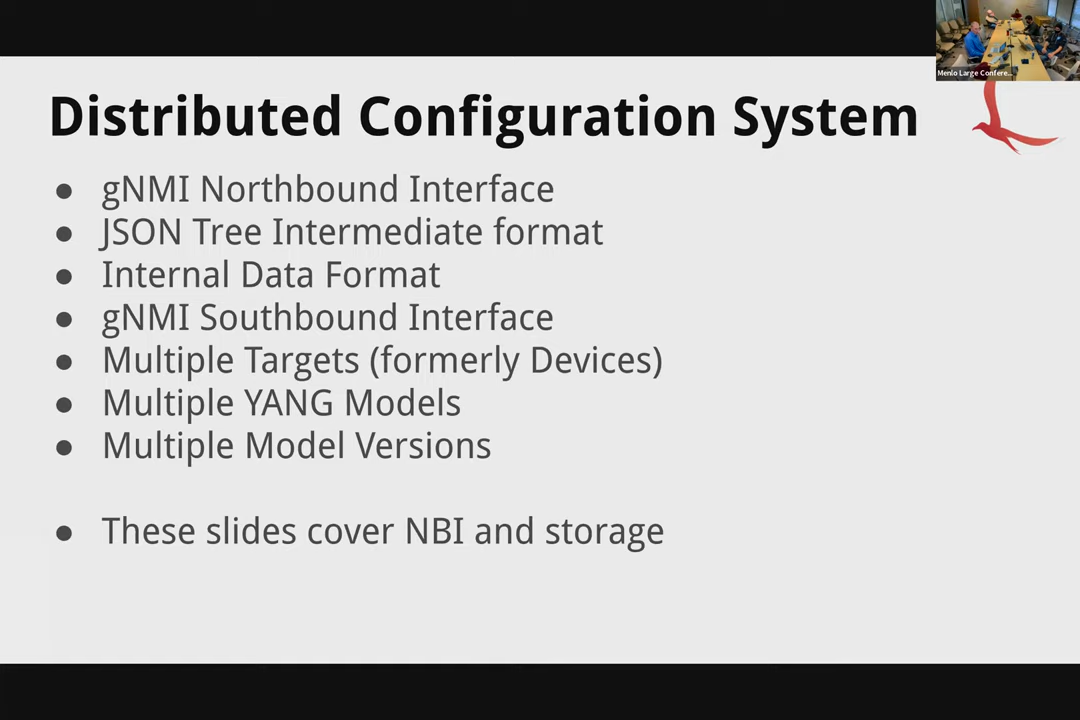 Menlo Large Confere...
Distributed Configuration System
● gNMI Northbound Interface
● JSON Tree Intermediate format
● Internal Data Format
● gNMI Southbound Interface
● Multiple Targets (formerly Devices)
● Multiple YANG Models
● Multiple Model Versions
● These slides cover NBI and storage